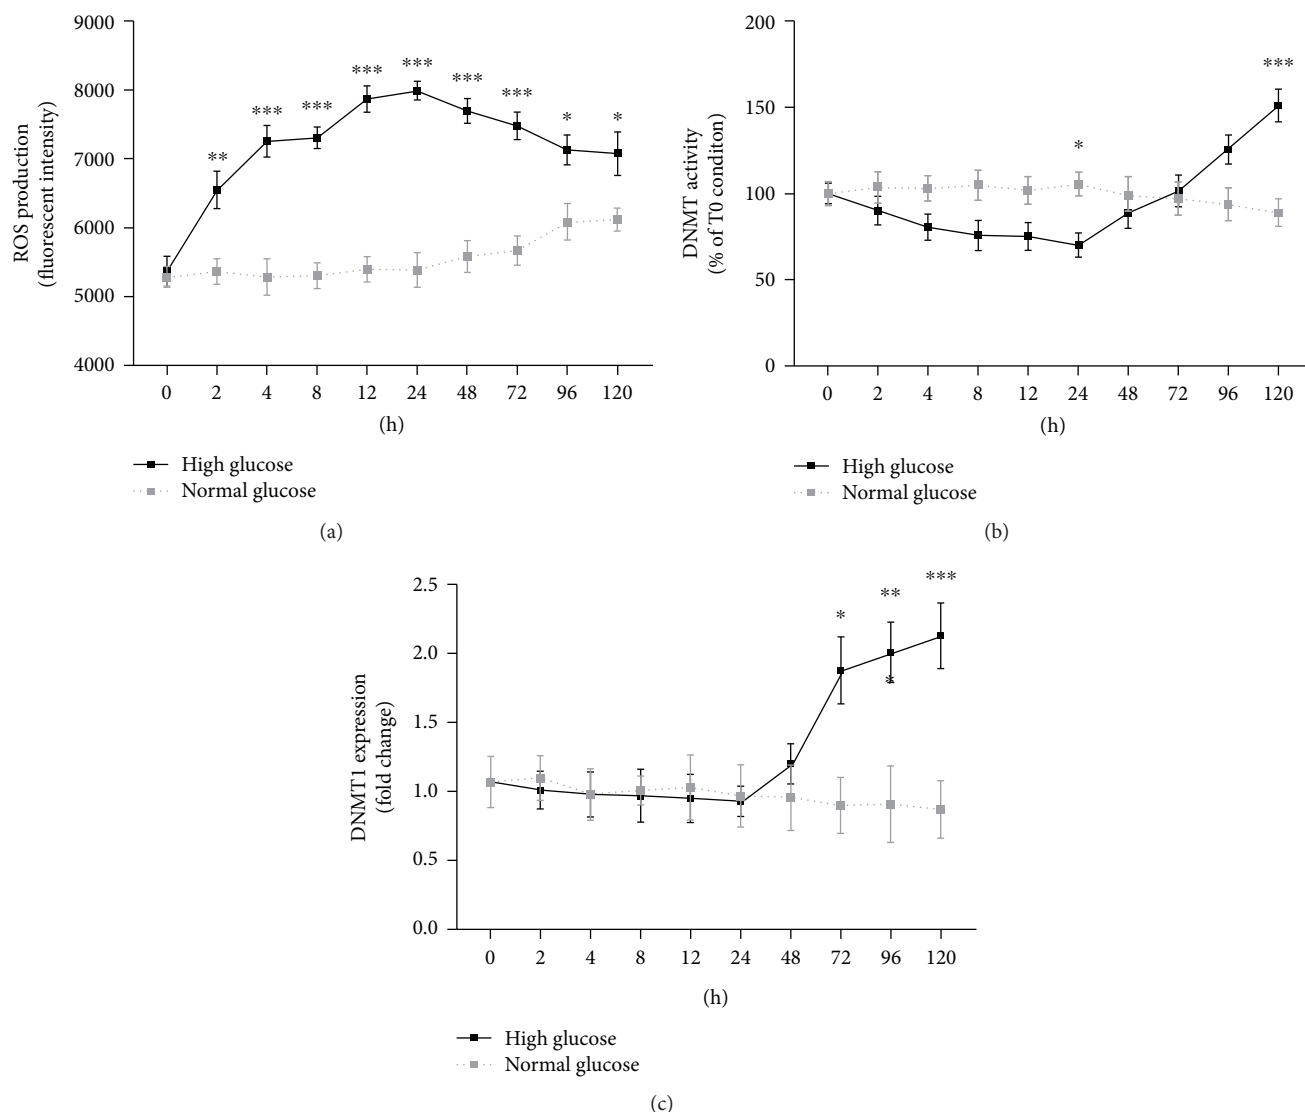 ROS production
(fluorescent intensity)
9000
8000
7000
6000
5000
4000
***
***
***
***
***
***
***
**
*
*
0 2 4 8 12 24 48 72 96 120
(h)
High glucose
Normal glucose
(a)
DNMT activity
(% of T0 conditon)
200
150
100
50
0
*
***
0 2 4 8 12 24 48 72 96 120
(h)
High glucose
Normal glucose
(b)
DNMT1 expression
(fold change)
2.5
2.0
1.5
1.0
0.5
0.0
*
**
***
*
0 2 4 8 12 24 48 72 96 120
(h)
High glucose
Normal glucose
(c)